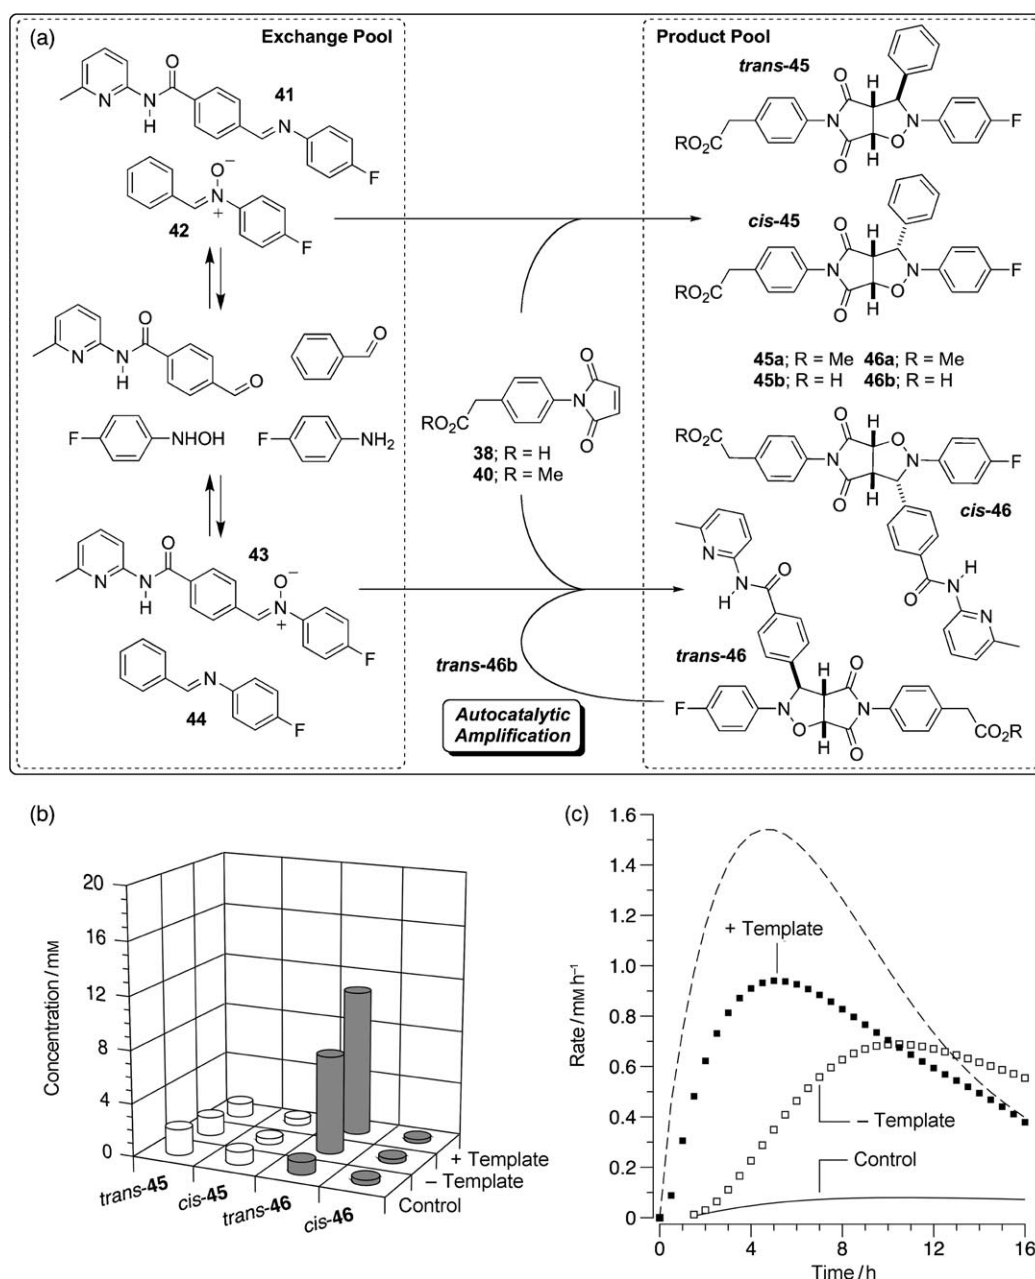 (a)
Exchange Pool
Product Pool
O
N
N
H
41
N
F
O−
N
+
42
F
trans-45
O
N
O
H
H
N
O
F
RO2C
cis-45
O
N
O
H
H
N
O
F
RO2C
45a; R = Me 46a; R = Me
45b; R = H 46b; R = H
N
N
H
O
O
O
F
NHOH
F
NH2
RO2C
N
O
O
38; R = H
40; R = Me
RO2C
O
N
O
H
H
O
N
F
cis-46
O
N
H
N
43
N
N
H
O
O−
N
+
F
44
N
F
trans-46b
Autocatalytic
Amplification
trans-46
N
N
H
O
F
N
O
H
H
O
N
O
CO2R
(b)
Concentration / mM
20
16
12
8
4
0
trans-45
cis-45
trans-46
cis-46
+ Template
− Template
Control
(c)
Rate / mM h−1
1.6
1.4
1.2
1.0
0.8
0.6
0.4
0.2
0
+ Template
− Template
Control
0 4 8 12 16
Time / h